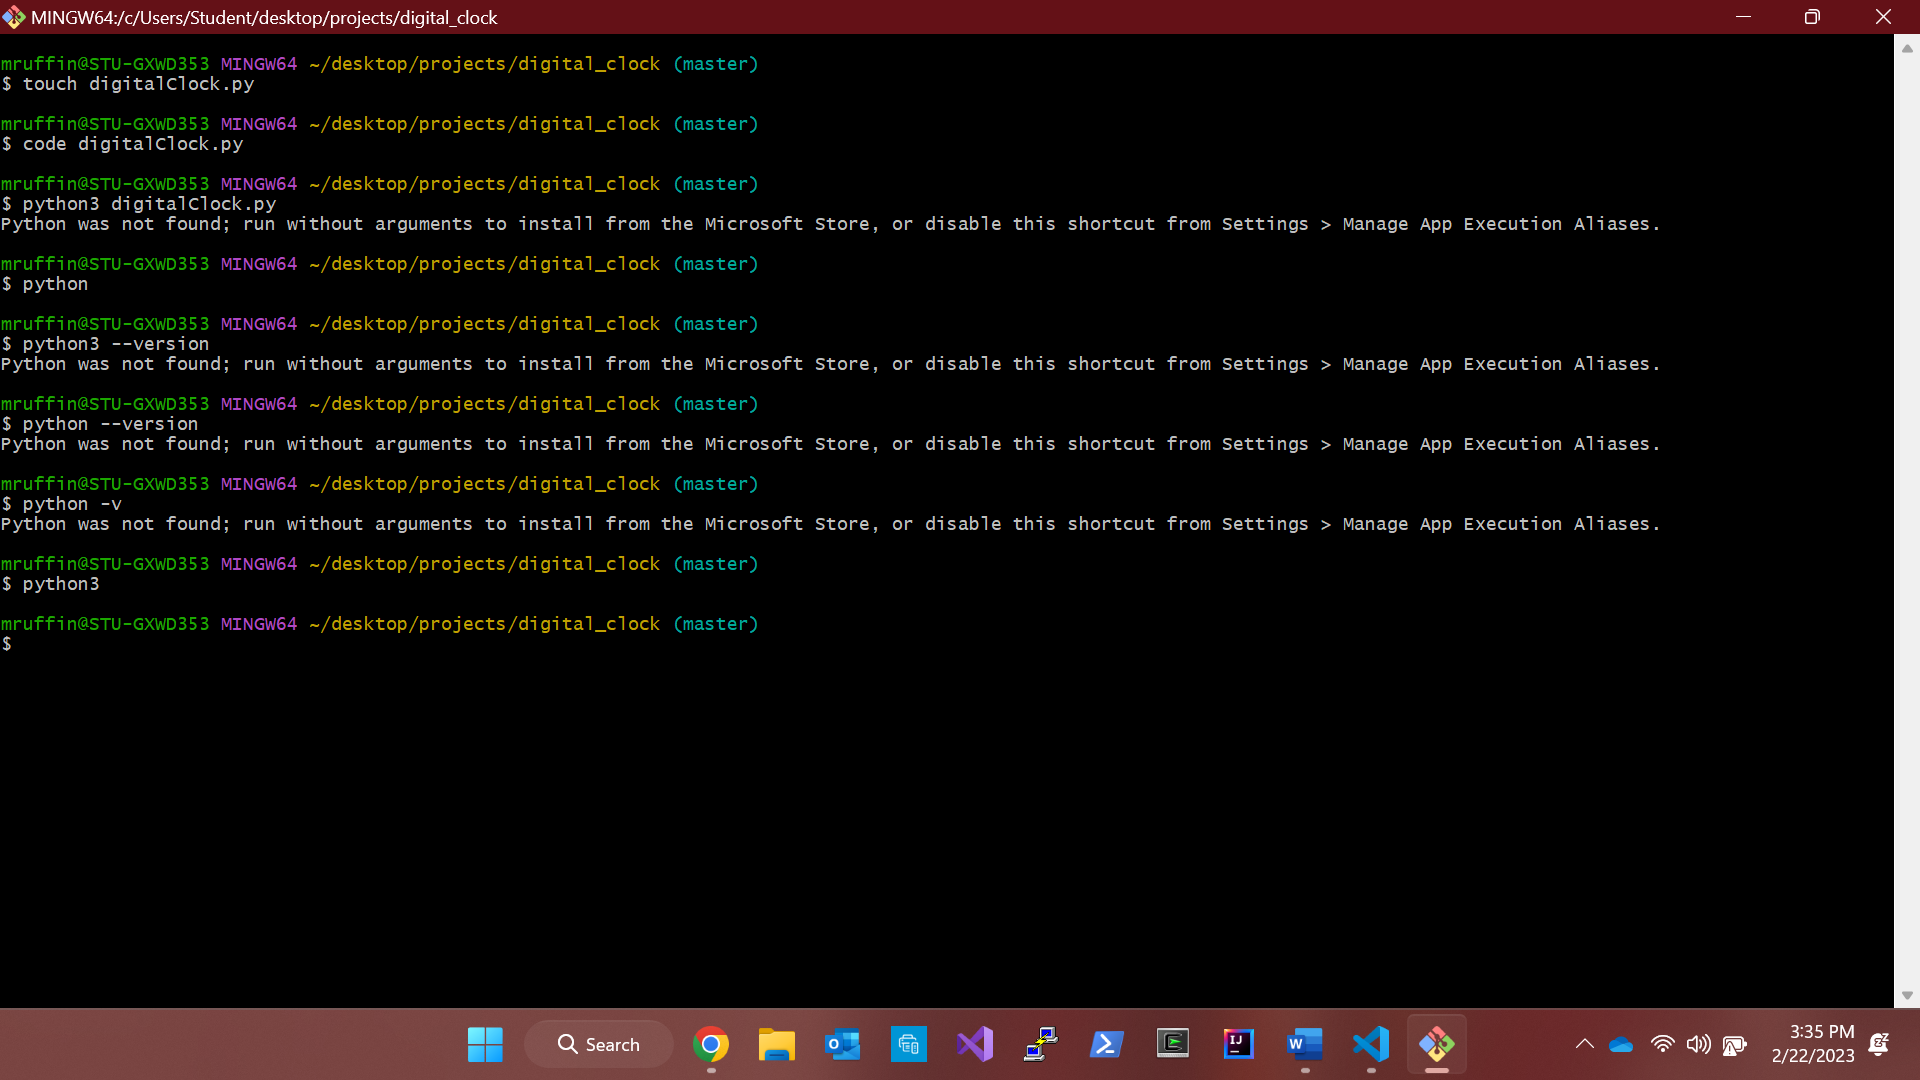 MINGW64:/c/Users/Student/desktop/projects/digital_clock
mruffin@STU-GXWD353 MINGW64 ~/desktop/projects/digital_clock (master)
$ touch digitalClock.py
mruffin@STU-GXWD353 MINGW64 ~/desktop/projects/digital_clock (master)
$ code digitalClock.py
mruffin@STU-GXWD353 MINGW64 ~/desktop/projects/digital_clock (master)
$ python3 digitalClock.py
Python was not found; run without arguments to install from the Microsoft Store, or disable this shortcut from Settings > Manage App Execution Aliases.
mruffin@STU-GXWD353 MINGW64 ~/desktop/projects/digital_clock (master)
$ python
mruffin@STU-GXWD353 MINGW64 ~/desktop/projects/digital_clock (master)
$ python3 --version
Python was not found; run without arguments to install from the Microsoft Store, or disable this shortcut from Settings > Manage App Execution Aliases.
mruffin@STU-GXWD353 MINGW64 ~/desktop/projects/digital_clock (master)
$ python --version
Python was not found; run without arguments to install from the Microsoft Store, or disable this shortcut from Settings > Manage App Execution Aliases.
mruffin@STU-GXWD353 MINGW64 ~/desktop/projects/digital_clock (master)
$ python -v
Python was not found; run without arguments to install from the Microsoft Store, or disable this shortcut from Settings > Manage App Execution Aliases.
mruffin@STU-GXWD353 MINGW64 ~/desktop/projects/digital_clock (master)
$ python3
mruffin@STU-GXWD353 MINGW64 ~/desktop/projects/digital_clock (master)
$
Search
3:35 PM
2/22/2023